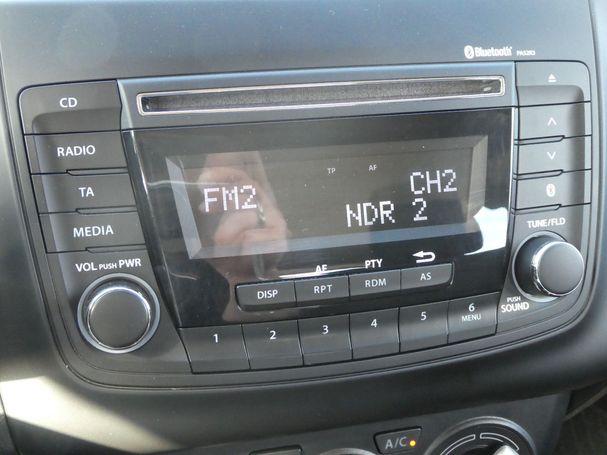 Bluetooth® PA52R3
CD
RADIO
TA
MEDIA
VOL PUSH PWR
TP AF
FM2 CH2
NDR 2
AF PTY
DISP RPT RDM AS
1 2 3 4 5 6 MENU
TUNE/FLD
PUSH SOUND
A/C